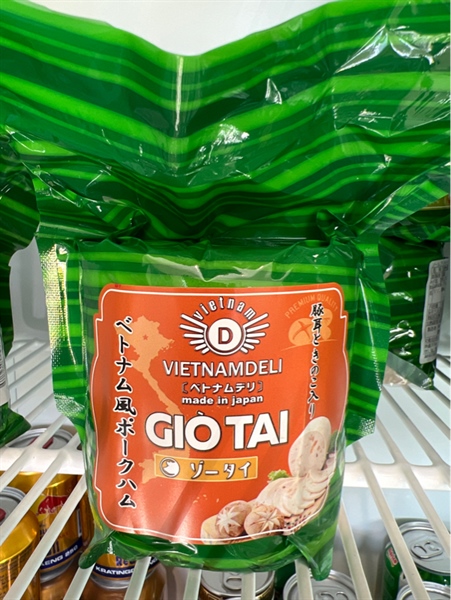 PREMIUM QUALITY
vietnam
D
VIETNAMDELI
［ベトナムデリ］
made in japan
GIÒ TAI
ゾータイ
ベトナム風ポークハム
豚耳ときのこ入り
KRATINGD